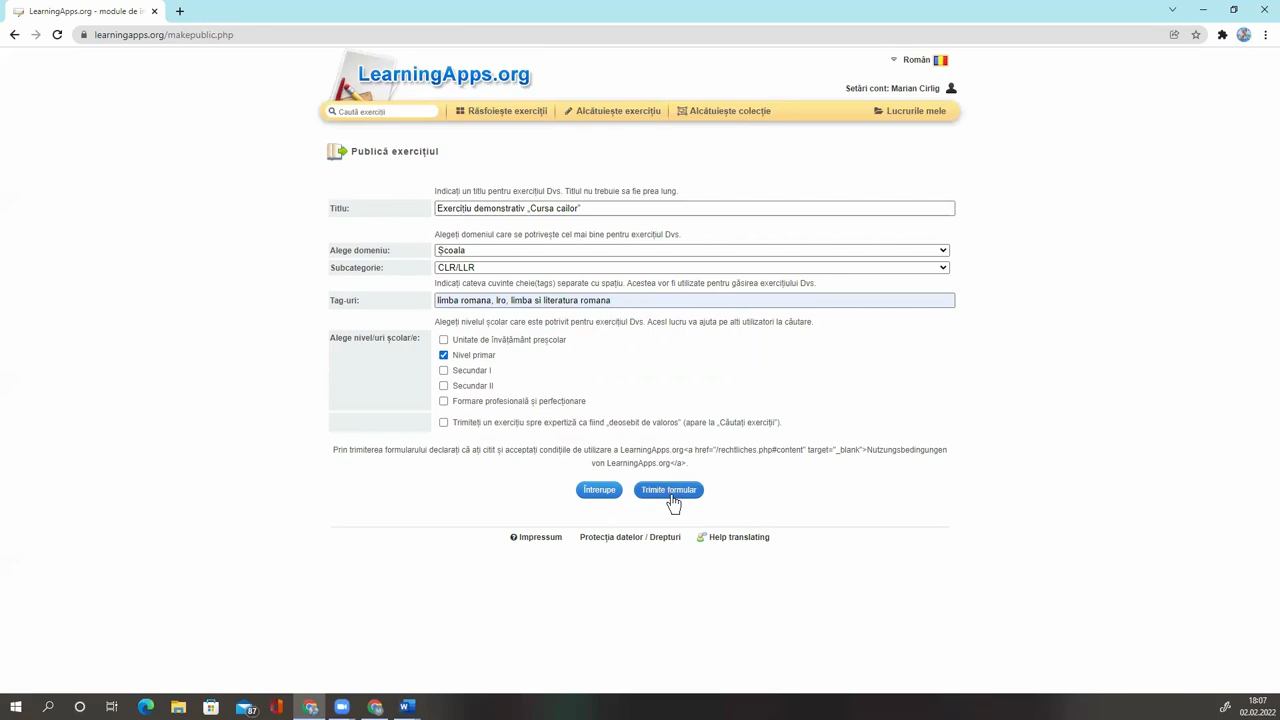 LearningApps.org - module de în
learningapps.org/makepublic.php
LearningApps.org
Român
Setări cont: Marian Cîrlig
Caută exerciții
Răsfoiește exerciții
Alcătuiește exercițiu
Alcătuiește colecție
Lucrurile mele
Publică exercițiul
Indicați un titlu pentru exercițiul Dvs. Titlul nu trebuie sa fie prea lung.
Titlu:
Exercițiu demonstrativ „Cursa cailor”
Alegeți domeniul care se potrivește cel mai bine pentru exercițiul Dvs.
Alege domeniu:
Școala
Subcategorie:
CLR/LLR
Indicați cateva cuvinte cheie(tags) separate cu spațiu. Acestea vor fi utilizate pentru găsirea exercițiului Dvs.
Tag-uri:
limba romana, lro, limba si literatura romana
Alegeți nivelul școlar care este potrivit pentru exercițiul Dvs. Acesl lucru va ajuta pe alti utilizatori la căutare.
Alege nivel/uri școlar/e:
Unitate de învățământ preșcolar
Nivel primar
Secundar I
Secundar II
Formare profesională și perfecționare
Trimiteți un exercițiu spre expertiză ca fiind „deosebit de valoros” (apare la „Căutați exerciții”).
Prin trimiterea formularului declarați că ați citit și acceptați condițiile de utilizare a LearningApps.org<a href="/rechtliches.php#content" target="_blank">Nutzungsbedingungen
von LearningApps.org</a>.
Întrerupe
Trimite formular
Impressum
Protecția datelor / Drepturi
Help translating
87
18:07
02.02.2022